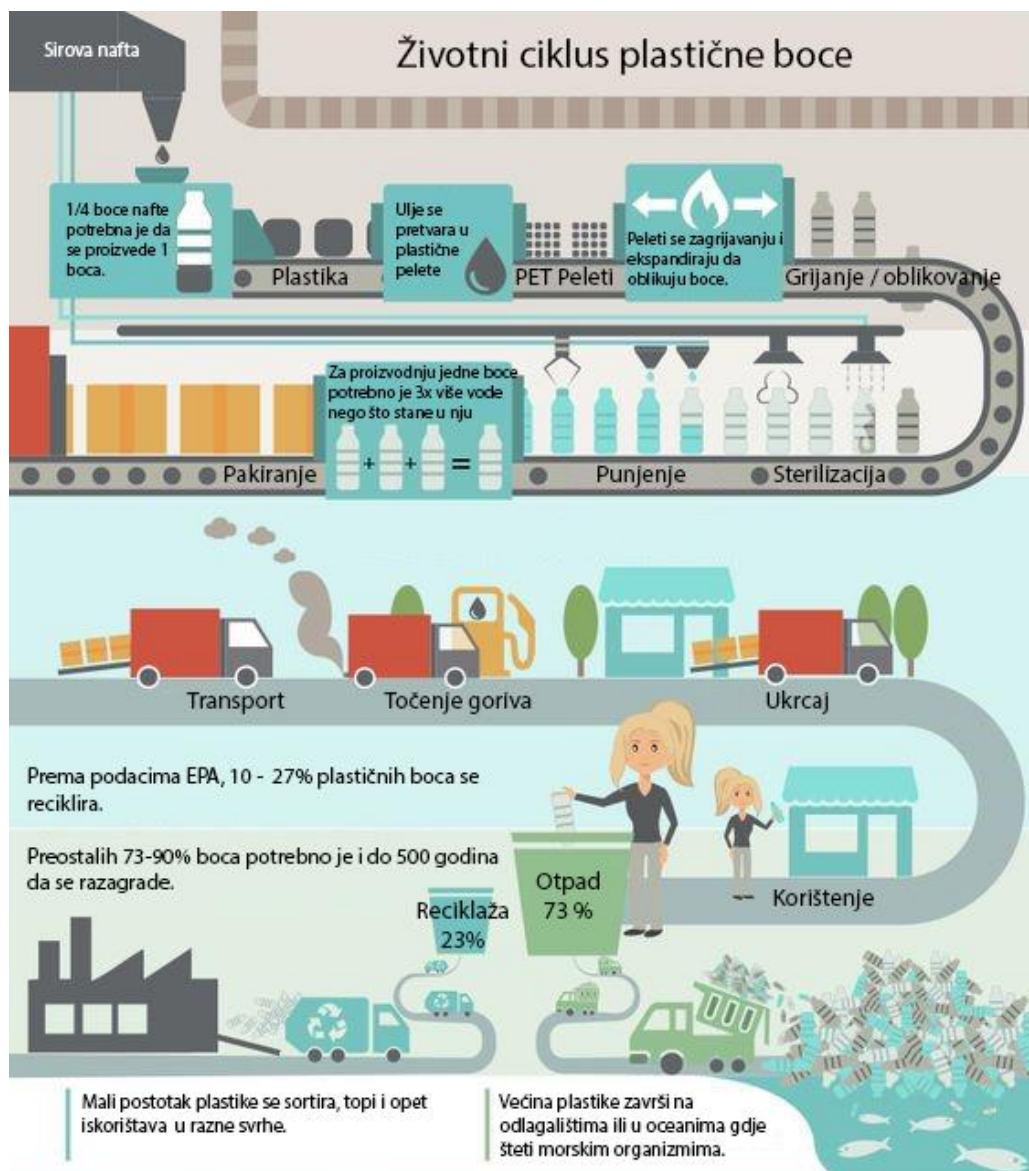 Sirova nafta
Životni ciklus plastične boce
1/4 boce nafte
potrebna je da
se proizvede 1
boca.
Plastika
Ulje se
pretvara u
plastične
pelete
PET Peleti
Peleti se zagrijavanju i
ekspandiraju da
oblikuju boce.
Grijanje / oblikovanje
Za proizvodnju jedne boce
potrebno je 3x više vode
nego što stane u nju
+ + =
Pakiranje
Punjenje
Sterilizacija
Transport
Točenje goriva
Ukrcaj
Prema podacima EPA, 10 - 27% plastičnih boca se
reciklira.
Preostalih 73-90% boca potrebno je i do 500 godina
da se razagrade.
Korištenje
Otpad
73 %
Reciklaža
23%
Mali postotak plastike se sortira, topi i opet
iskorištava u razne svrhe.
Većina plastike završi na
odlagalištima ili u oceanima gdje
šteti morskim organizmima.